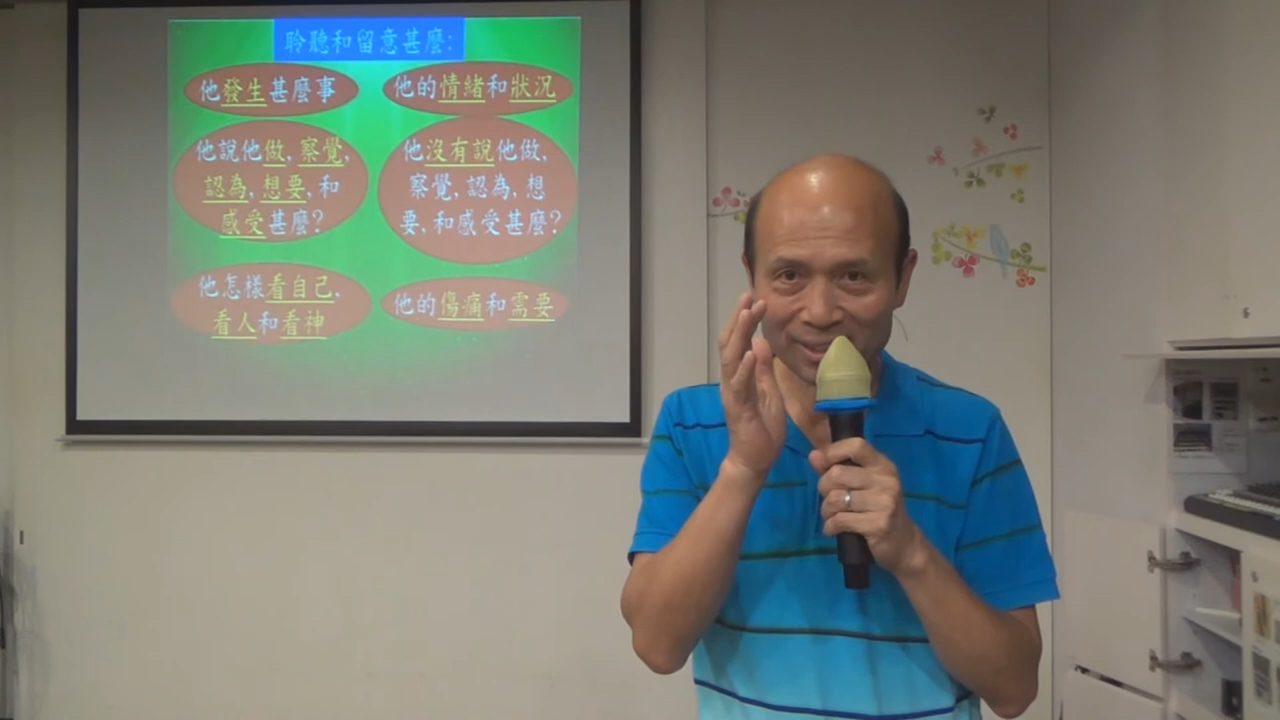 聆聽和留意甚麼:
他發生甚麼事
他的情緒和狀況
他說他做,察覺,
認為,想要,和
感受甚麼?
他沒有說他做,
察覺,認為,想
要,和感受甚麼?
他怎樣看自己,
看人和看神
他的傷痛和需要